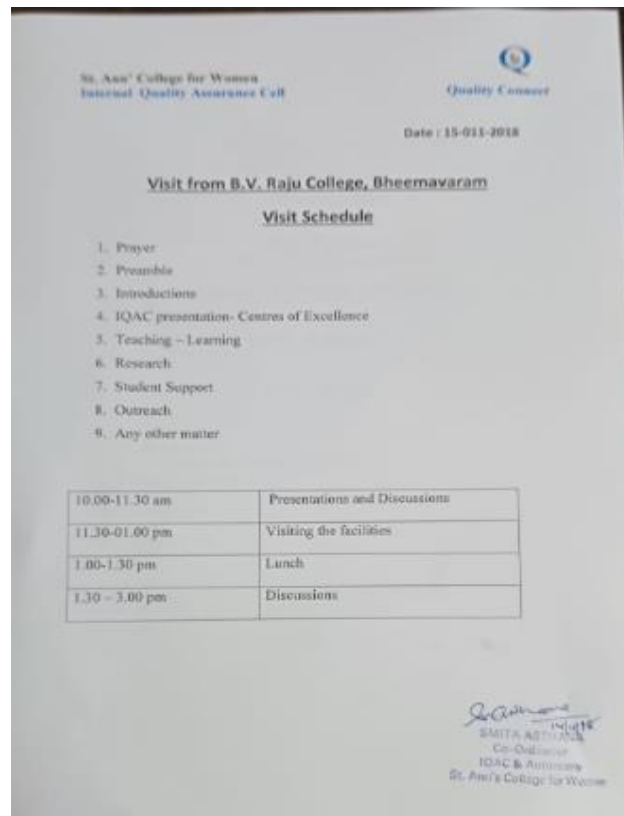 St. Ann' College for Women
Internal Quality Assurance Cell
Quality Connect
Date : 15-011-2018
Visit from B.V. Raju College, Bheemavaram
Visit Schedule
1. Prayer
2. Preamble
3. Introductions
4. IQAC presentation- Centres of Excellence
5. Teaching – Learning
6. Research
7. Student Support
8. Outreach
9. Any other matter
10.00-11.30 am Presentations and Discussions
11.30-01.00 pm Visiting the facilities
1.00-1.30 pm Lunch
1.30 – 3.00 pm Discussions
SMITA ASTHANA
Co-Ordinator
IQAC & Autonomy
St. Ann's College for Women